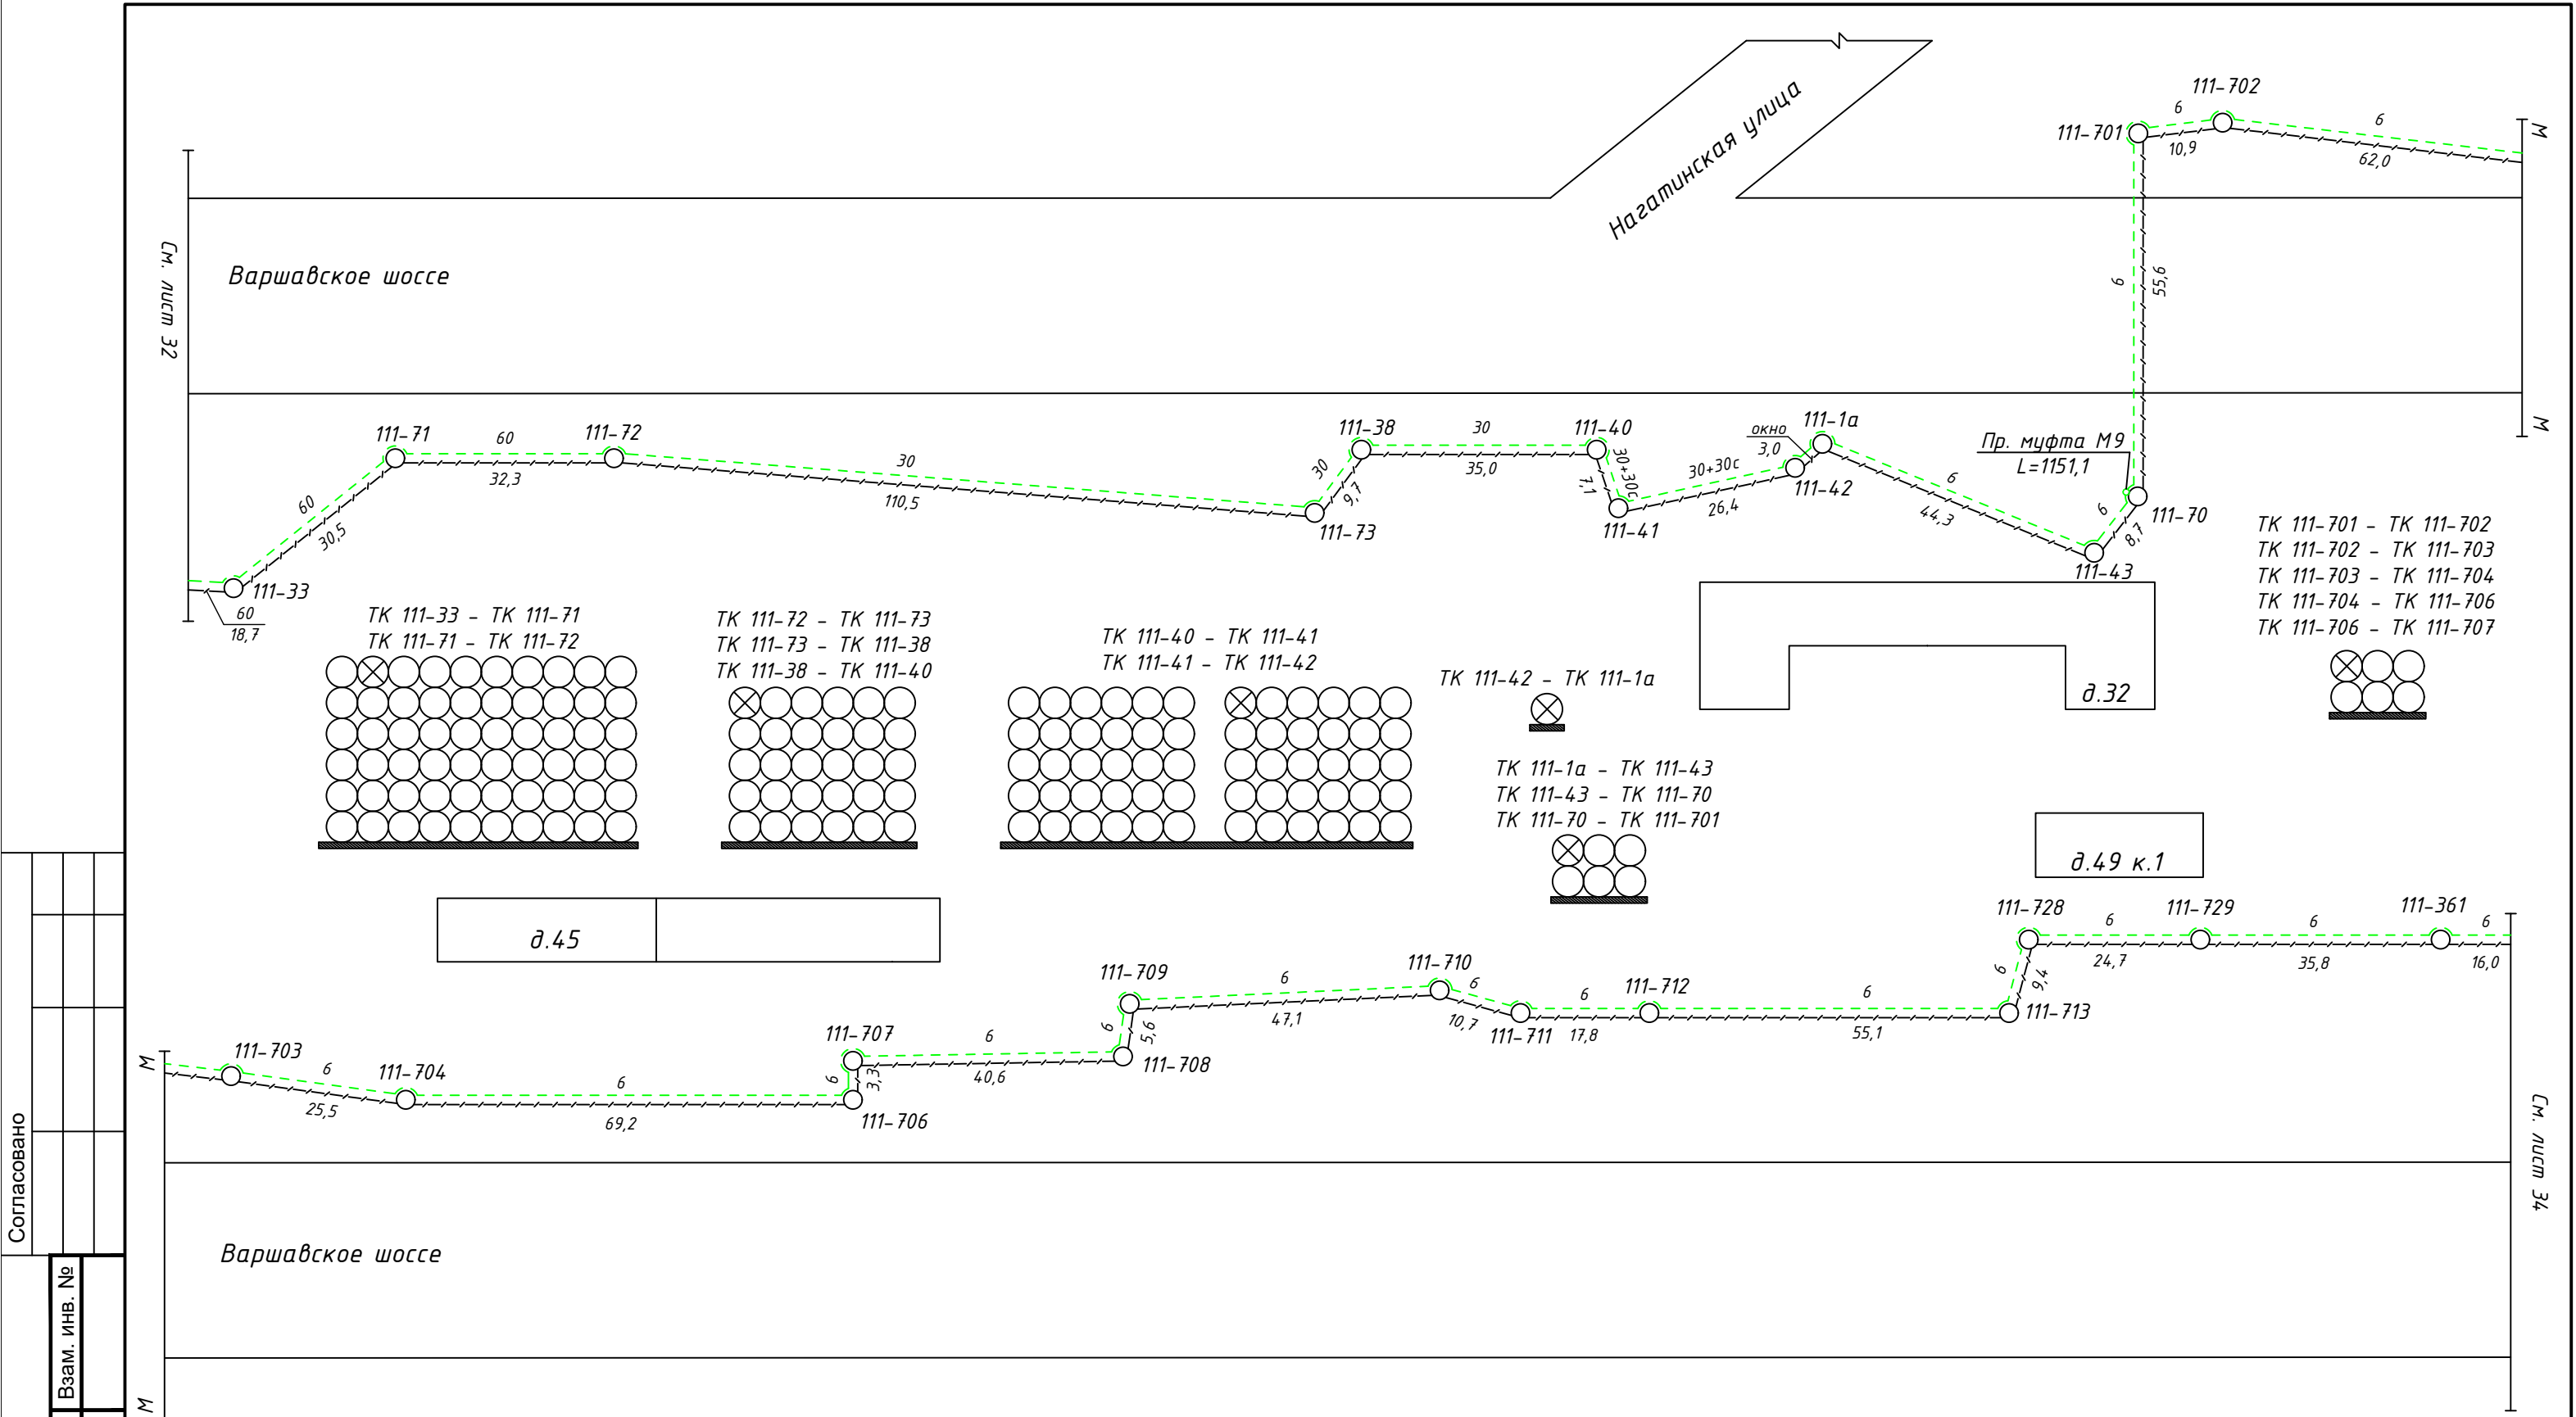 Нагатинская улица
111-702
111-701
6
6
10,9
62,0
М
См. лист 32
Варшавское шоссе
6
55,6
М
111-71
60
111-72
111-38
30
111-40
111-1а
окно
3,0
Пр. муфта М9
L=1151,1
60
30,5
32,3
30
110,5
30
9,7
35,0
7,1
30+30с
30+30с
26,4
111-42
6
44,3
6
8,7
111-70
111-33
111-73
111-41
111-43
60
18,7
ТК 111-701 - ТК 111-702
ТК 111-702 - ТК 111-703
ТК 111-703 - ТК 111-704
ТК 111-704 - ТК 111-706
ТК 111-706 - ТК 111-707
ТК 111-33 - ТК 111-71
ТК 111-71 - ТК 111-72
ТК 111-72 - ТК 111-73
ТК 111-73 - ТК 111-38
ТК 111-38 - ТК 111-40
ТК 111-40 - ТК 111-41
ТК 111-41 - ТК 111-42
ТК 111-42 - ТК 111-1а
д.32
ТК 111-1а - ТК 111-43
ТК 111-43 - ТК 111-70
ТК 111-70 - ТК 111-701
д.49 к.1
д.45
111-728
6
111-729
6
111-361
6
6
9,4
24,7
35,8
16,0
111-709
6
111-710
6
6
111-712
6
6
5,6
47,1
10,7
111-711
17,8
55,1
111-713
М
111-703
6
111-704
6
111-707
6
6
3,3
40,6
111-708
25,5
69,2
111-706
См. лист 34
Варшавское шоссе
М
Согласовано
Взам. инв. №